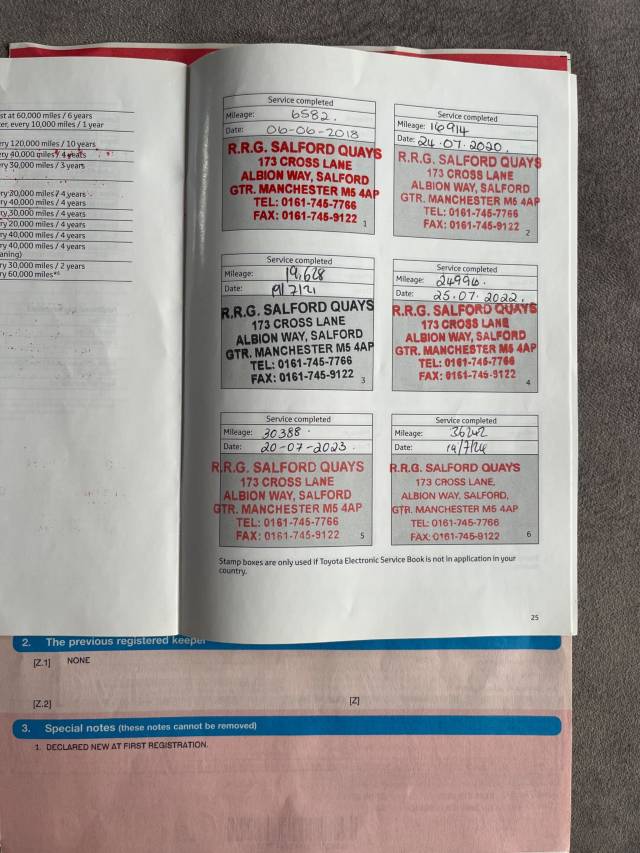 st at 60,000 miles / 6 years
er, every 10,000 miles / 1 year
ry 120,000 miles / 10 years
ry 40,000 miles / 4 years
ry 30,000 miles / 3 years
ry 20,000 miles / 4 years
ry 40,000 miles / 4 years
ry 30,000 miles / 4 years
ry 20,000 miles / 4 years
ry 40,000 miles / 4 years
ry 40,000 miles / 4 years
aning)
ry 30,000 miles / 2 years
ry 60,000 miles*⁶
Service completed
Mileage: 6582.
Date: 06-06-2018
R.R.G. SALFORD QUAYS
173 CROSS LANE
ALBION WAY, SALFORD
GTR. MANCHESTER M5 4AP
TEL: 0161-745-7766
FAX: 0161-745-9122
1
Service completed
Mileage: 16914
Date: 24.07.2020.
R.R.G. SALFORD QUAYS
173 CROSS LANE
ALBION WAY, SALFORD
GTR. MANCHESTER M5 4AP
TEL: 0161-745-7766
FAX: 0161-745-9122
2
Service completed
Mileage: 19,628
Date: 19/7/21
R.R.G. SALFORD QUAYS
173 CROSS LANE
ALBION WAY, SALFORD
GTR. MANCHESTER M5 4AP
TEL: 0161-745-7766
FAX: 0161-745-9122
3
Service completed
Mileage: 24996.
Date: 25.07.2022.
R.R.G. SALFORD QUAYS
173 CROSS LANE
ALBION WAY, SALFORD
GTR. MANCHESTER M5 4AP
TEL: 0161-745-7766
FAX: 0161-745-9122
4
Service completed
Mileage: 30388.
Date: 20-07-2023.
R.R.G. SALFORD QUAYS
173 CROSS LANE
ALBION WAY, SALFORD
GTR. MANCHESTER M5 4AP
TEL: 0161-745-7766
FAX: 0161-745-9122
5
Service completed
Mileage: 36242
Date: 19/7/24
R.R.G. SALFORD QUAYS
173 CROSS LANE,
ALBION WAY, SALFORD,
GTR. MANCHESTER M5 4AP
TEL: 0161-745-7766
FAX: 0161-745-9122
6
Stamp boxes are only used if Toyota Electronic Service Book is not in application in your
country.
25
2. The previous registered keeper
[Z.1] NONE
[Z.2] [Z]
3. Special notes (these notes cannot be removed)
1. DECLARED NEW AT FIRST REGISTRATION.